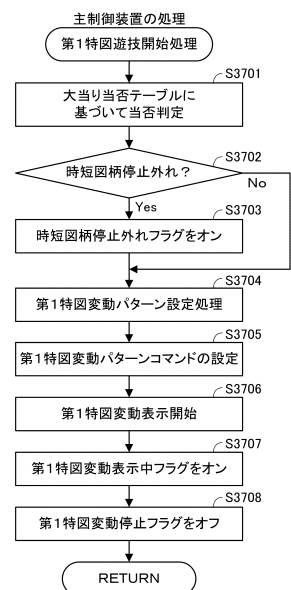 主制御装置の処理
第1特図遊技開始処理
S3701
大当り当否テーブルに
基づいて当否判定
S3702
時短図柄停止外れ？
No
Yes
S3703
時短図柄停止外れフラグをオン
S3704
第1特図変動パターン設定処理
S3705
第1特図変動パターンコマンドの設定
S3706
第1特図変動表示開始
S3707
第1特図変動表示中フラグをオン
S3708
第1特図変動停止フラグをオフ
RETURN